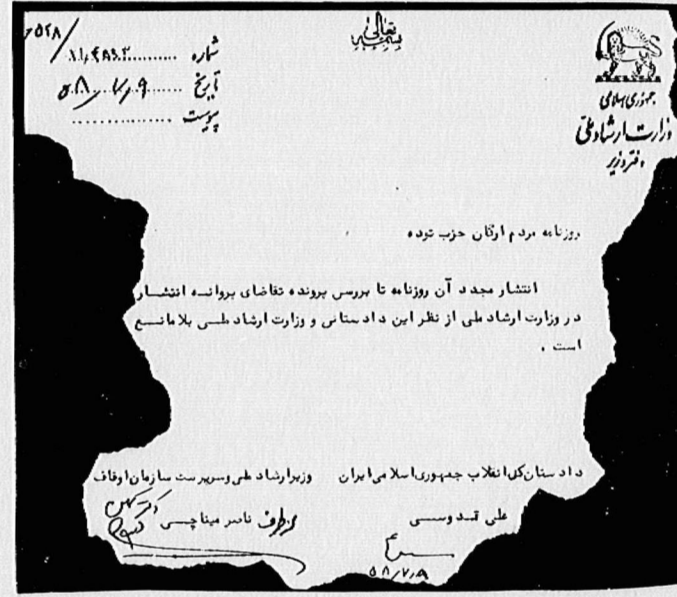 بسمه تعالی
جمهوری اسلامی
وزارت ارشاد ملی
دفتر وزیر
شماره
تاریخ ۵۸/۷/۹
پیوست
روزنامه مردم ارگان حزب توده
انتشار مجدد آن روزنامه تا بررسی پرونده تقاضای پروانه انتشار
در وزارت ارشاد ملی از نظر این دادستانی و وزارت ارشاد ملی بلامانع
است .
دادستان کل انقلاب جمهوری اسلامی ایران
علی قدوسی
۵۸/۷/۹
وزیر ارشاد ملی و سرپرست سازمان اوقاف
از طرف ناصر میناچی